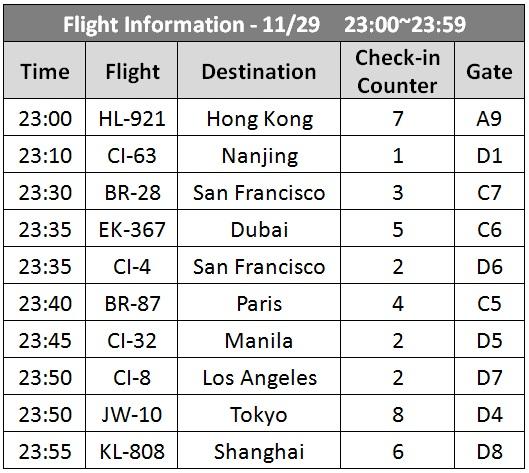 Flight Information - 11/29 23:00~23:59
Time Flight Destination Check-in Counter Gate
23:00 HL-921 Hong Kong 7 A9
23:10 CI-63 Nanjing 1 D1
23:30 BR-28 San Francisco 3 C7
23:35 EK-367 Dubai 5 C6
23:35 CI-4 San Francisco 2 D6
23:40 BR-87 Paris 4 C5
23:45 CI-32 Manila 2 D5
23:50 CI-8 Los Angeles 2 D7
23:50 JW-10 Tokyo 8 D4
23:55 KL-808 Shanghai 6 D8